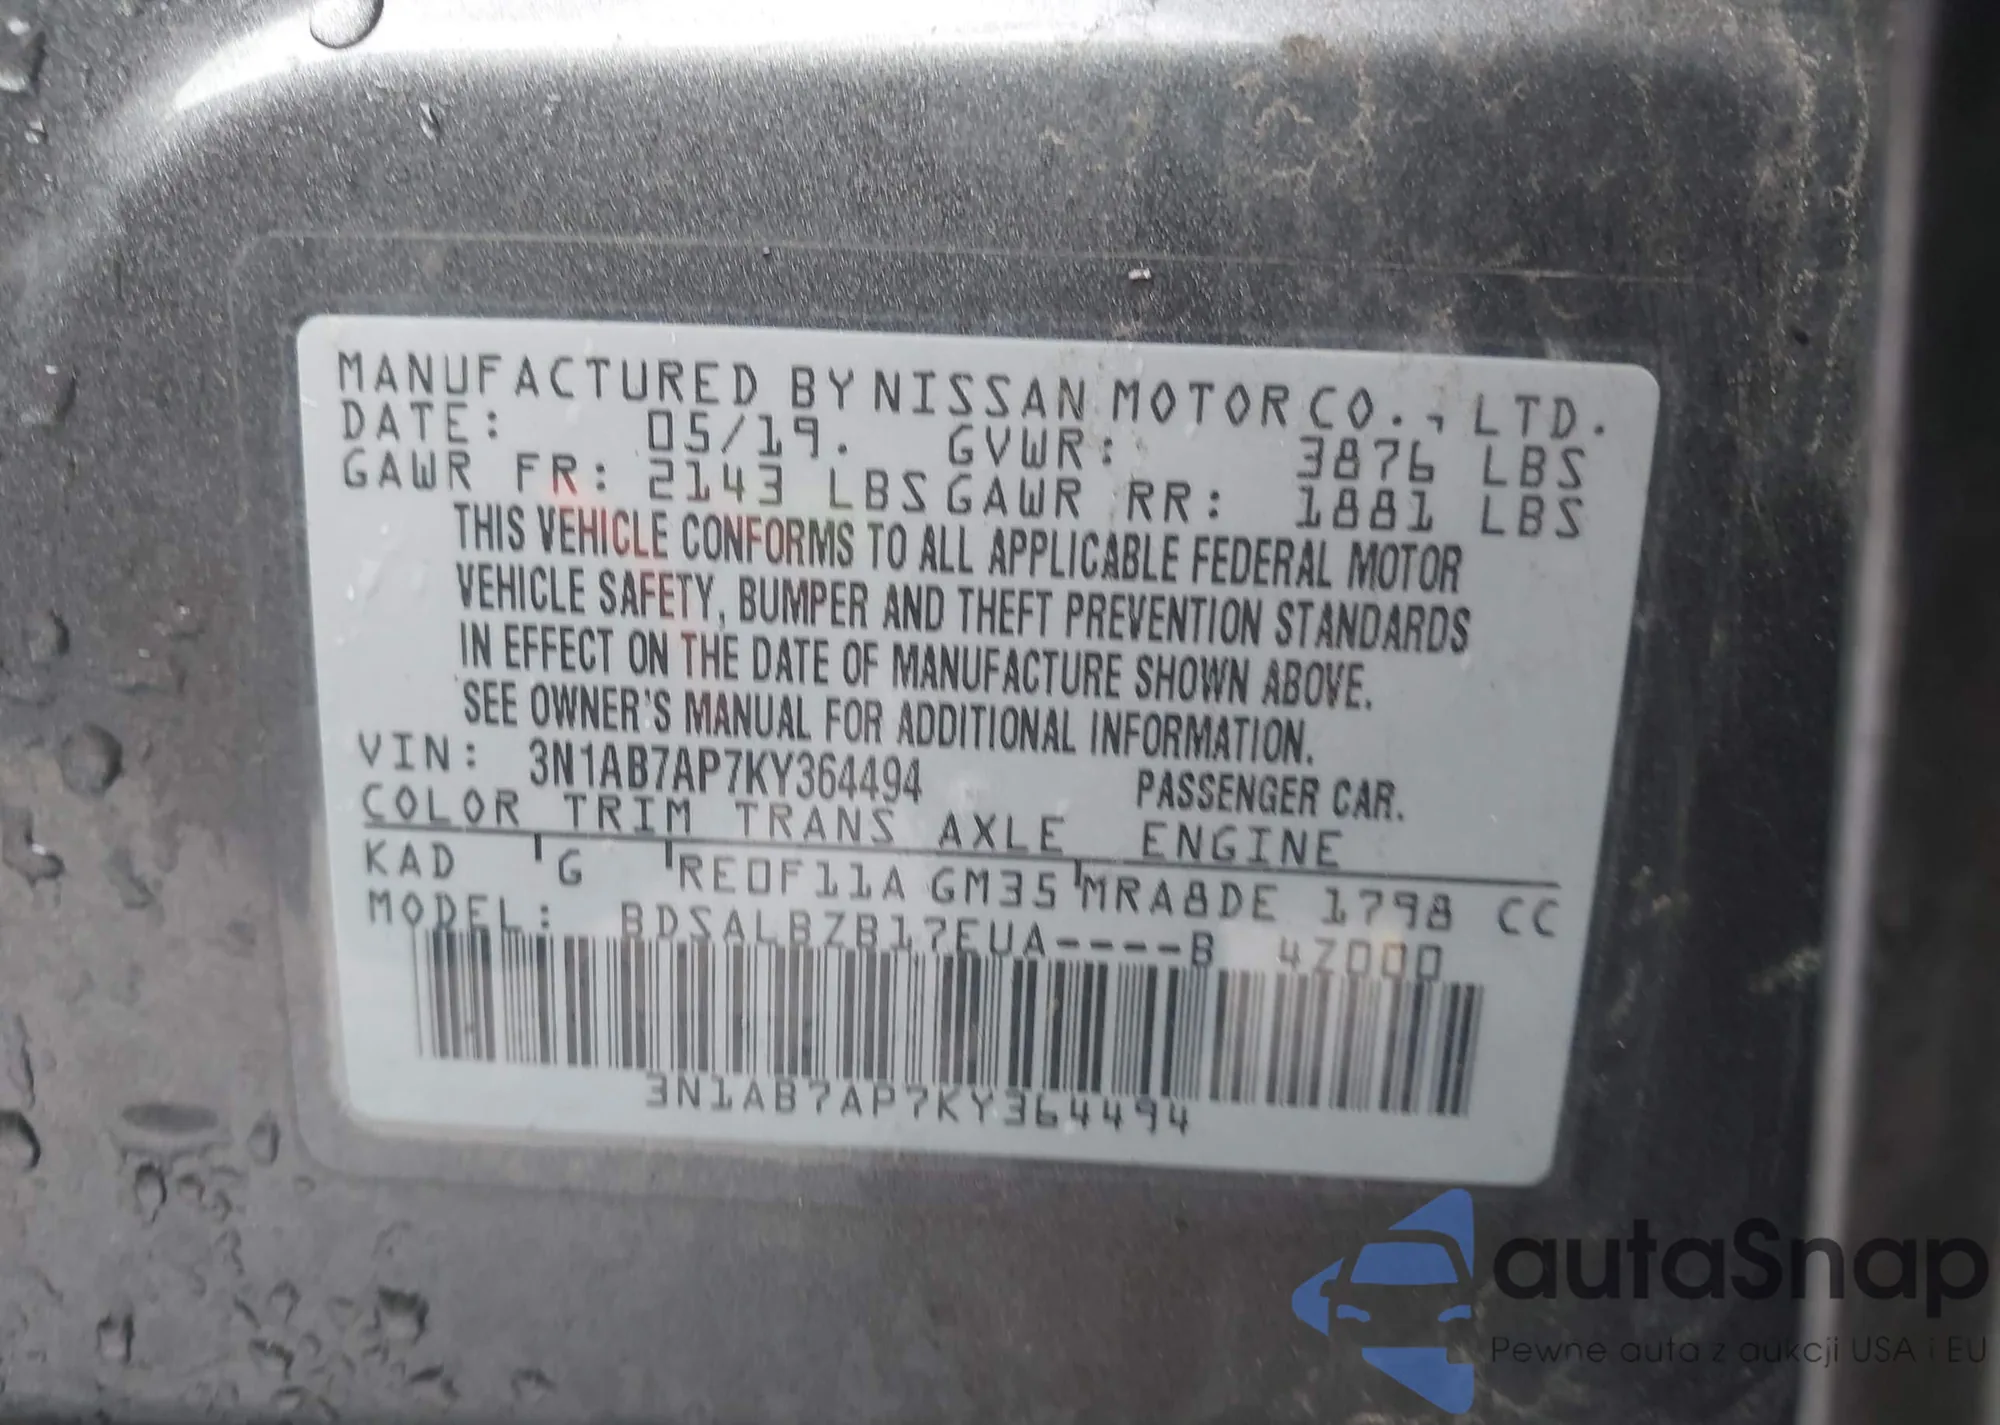 MANUFACTURED BY NISSAN MOTOR CO., LTD.
DATE: 05/19. GVWR: 3876 LBS
GAWR FR: 2143 LBS GAWR RR: 1881 LBS
THIS VEHICLE CONFORMS TO ALL APPLICABLE FEDERAL MOTOR
VEHICLE SAFETY, BUMPER AND THEFT PREVENTION STANDARDS
IN EFFECT ON THE DATE OF MANUFACTURE SHOWN ABOVE.
SEE OWNER'S MANUAL FOR ADDITIONAL INFORMATION.
VIN: 3N1AB7AP7KY364494 PASSENGER CAR.
COLOR TRIM TRANS AXLE ENGINE
KAD G RE0F11A GM35 MRA8DE 1798 CC
MODEL: BDSALBZB17EUA----B 4Z000
3N1AB7AP7KY364494
autaSnap
Pewne auta z aukcji USA i EU